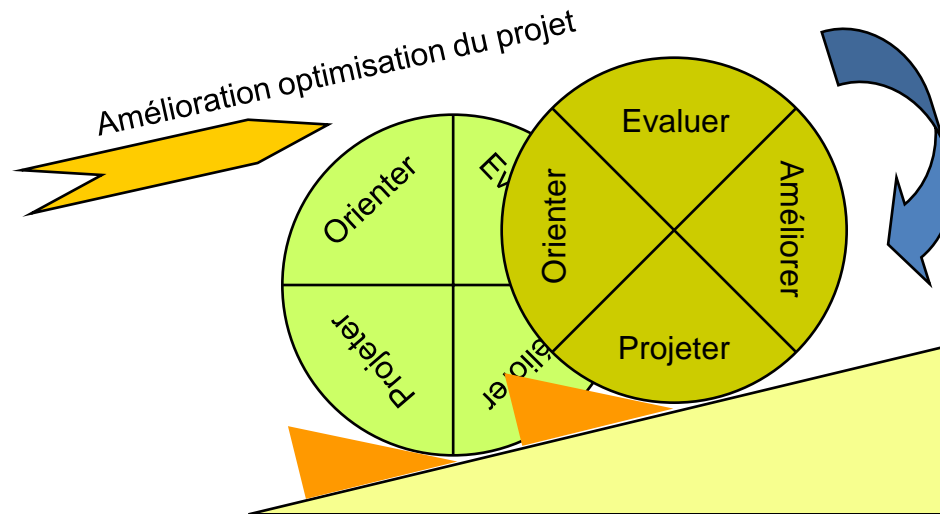 Amélioration optimisation du projet
Evaluer
Orienter
Améliorer
Projeter
Orienter
Projeter